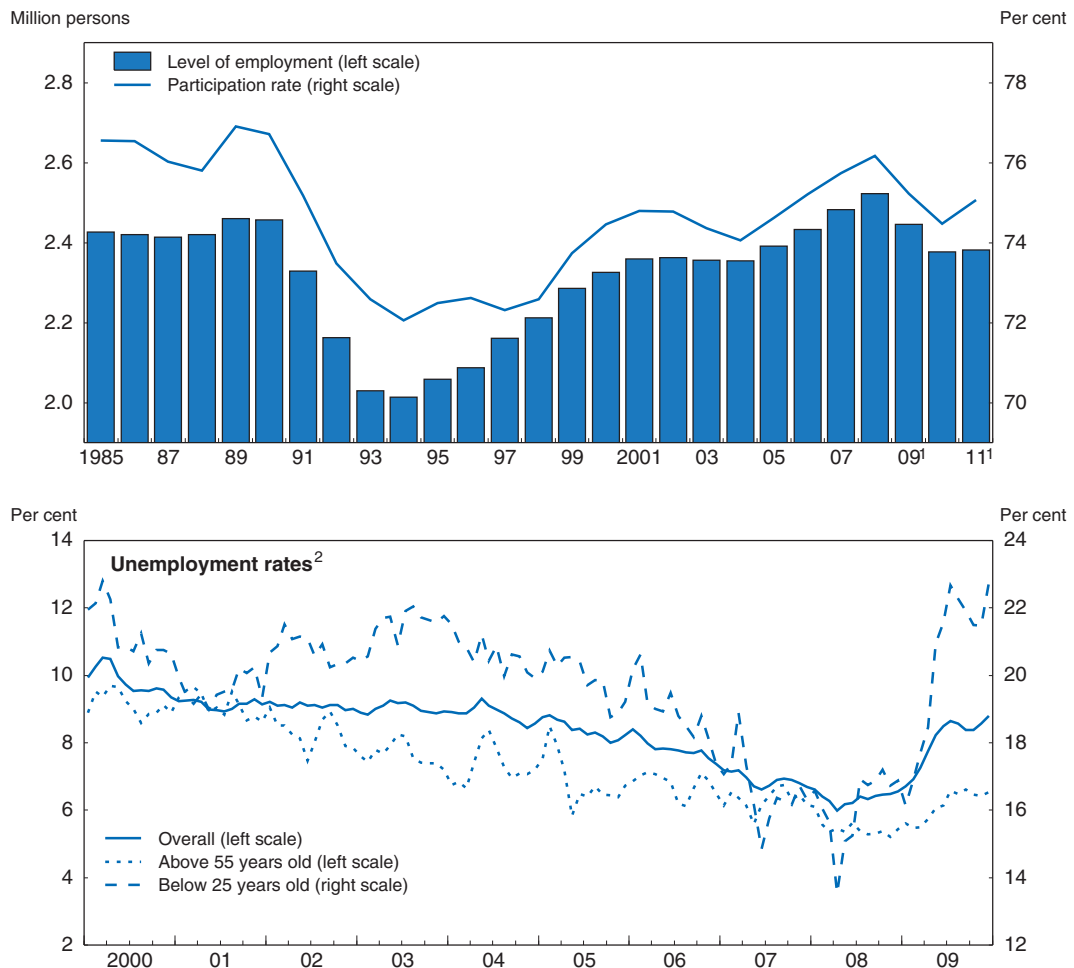 Million persons Per cent
Level of employment (left scale)
Participation rate (right scale)
2.8 78
2.6 76
2.4 74
2.2 72
2.0 70
1985 87 89 91 93 95 97 99 2001 03 05 07 09¹ 11¹
Per cent Per cent
14 24
Unemployment rates²
12 22
10 20
8 18
6 16
Overall (left scale)
Above 55 years old (left scale)
Below 25 years old (right scale)
4 14
2 12
2000 01 02 03 04 05 06 07 08 09